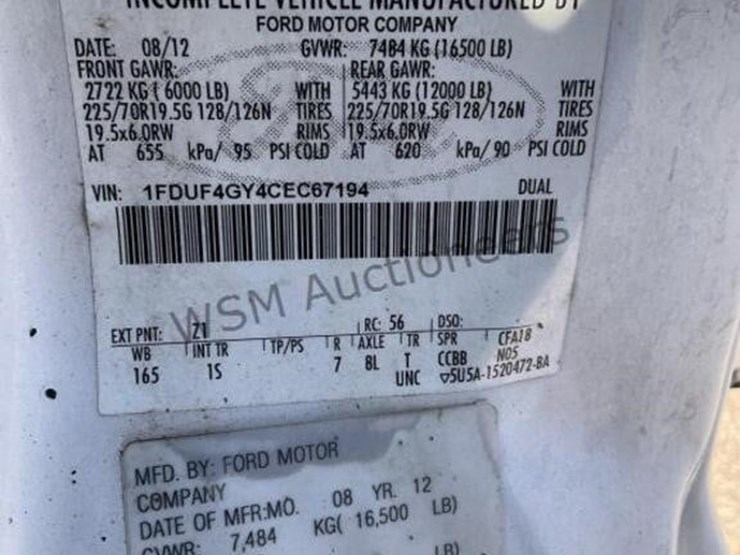 INCOMPLETE VEHICLE MANUFACTURED BY
FORD MOTOR COMPANY
DATE: 08/12 GVWR: 7484 KG (16500 LB)
FRONT GAWR: REAR GAWR:
2722 KG ( 6000 LB) WITH 5443 KG (12000 LB) WITH
225/70R19.5G 128/126N TIRES 225/70R19.5G 128/126N TIRES
19.5x6.0RW RIMS 19.5x6.0RW RIMS
AT 655 kPa/ 95 PSI COLD AT 620 kPa/ 90 PSI COLD
VIN: 1FDUF4GY4CEC67194 DUAL
WSM Auctioneers
EXT PNT: Z1 RC: 56 DSO:
WB INT TR TP/PS R AXLE TR SPR CFA18
165 1S 7 8L T CCBB N05
UNC 5U5A-1520472-BA
MFD. BY: FORD MOTOR
COMPANY
DATE OF MFR:MO. 08 YR. 12
GVWR: 7,484 KG( 16,500 LB)
LB)